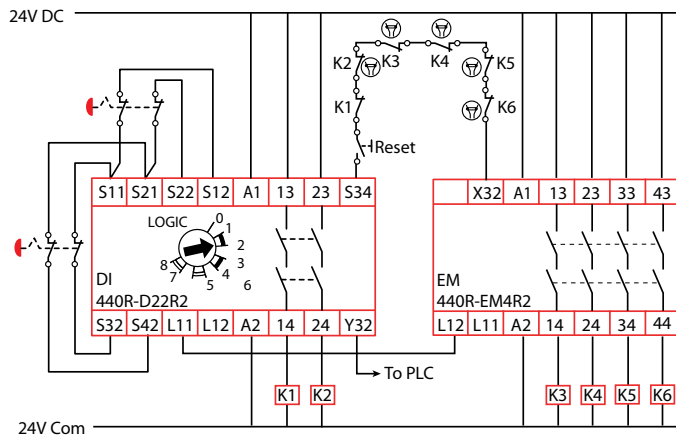 24V DC
K2 K3 K4 K5
K1 K6
Reset
S11 S21 S22 S12 A1 13 23 S34
X32 A1 13 23 33 43
LOGIC
0
1
2
3
4
5
6
7
8
DI
440R-D22R2
EM
440R-EM4R2
S32 S42 L11 L12 A2 14 24 Y32
L12 L11 A2 14 24 34 44
To PLC
K1 K2
K3 K4 K5 K6
24V Com